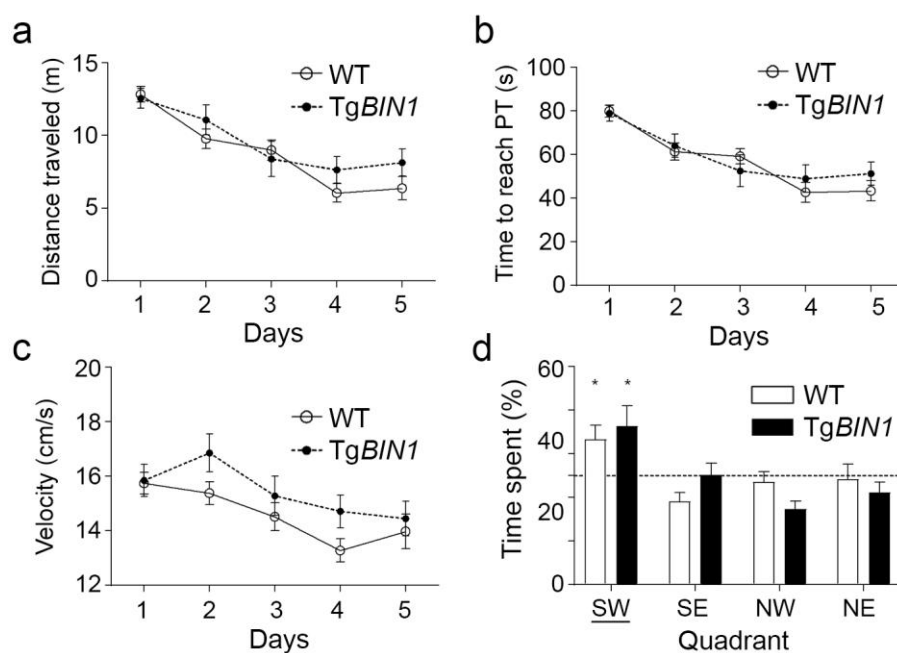 a
Distance traveled (m)
15
10
5
0
WT
TgBIN1
1 2 3 4 5
Days
b
Time to reach PT (s)
100
80
60
40
20
0
WT
TgBIN1
1 2 3 4 5
Days
c
Velocity (cm/s)
20
18
16
14
12
WT
TgBIN1
1 2 3 4 5
Days
d
Time spent (%)
60
40
20
0
* *
WT
TgBIN1
SW SE NW NE
Quadrant